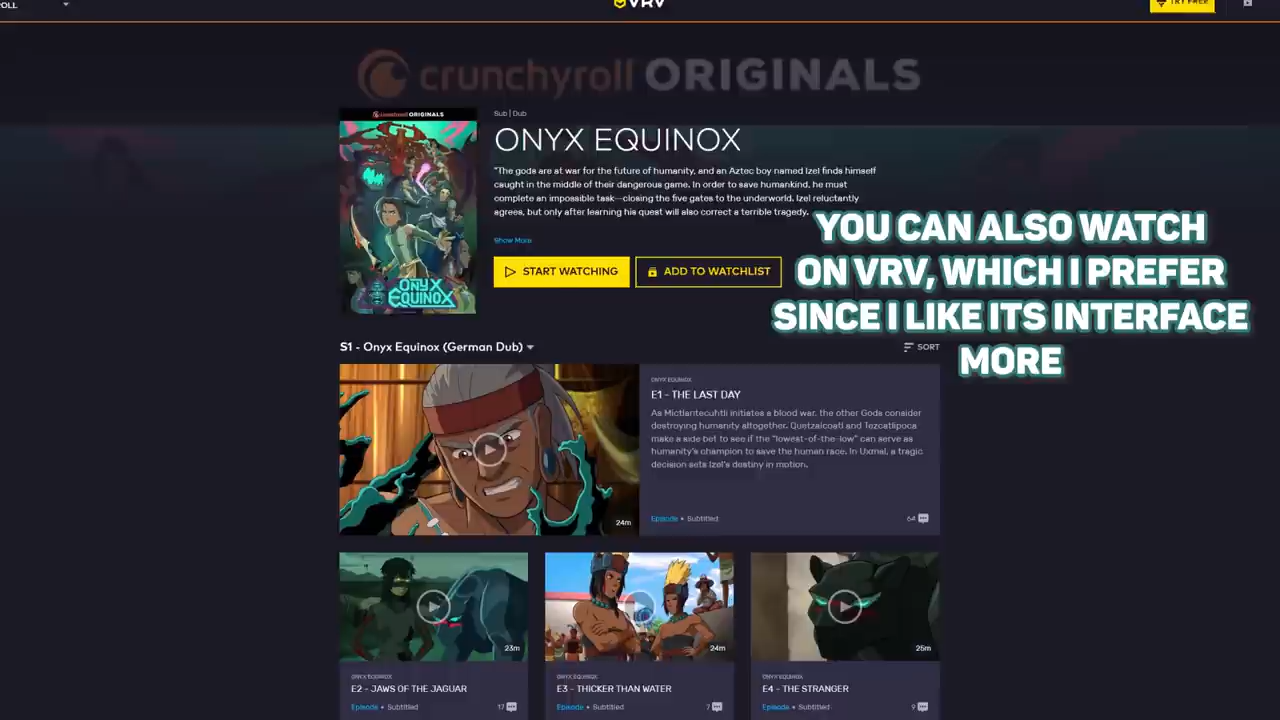 ROLL
VRV
TRY FREE
crunchyroll ORIGINALS
crunchyroll ORIGINALS
ONYX
EQUINOX
Sub | Dub
ONYX EQUINOX
"The gods are at war for the future of humanity, and an Aztec boy named Izel finds himself
caught in the middle of their dangerous game. In order to save humankind, he must
complete an impossible task—closing the five gates to the underworld. Izel reluctantly
agrees, but only after learning his quest will also correct a terrible tragedy.
Show More
START WATCHING
ADD TO WATCHLIST
YOU CAN ALSO WATCH
ON VRV, WHICH I PREFER
SINCE I LIKE ITS INTERFACE
MORE
S1 - Onyx Equinox (German Dub)
SORT
24m
ONYX EQUINOX
E1 - THE LAST DAY
As Mictlantecuhtli initiates a blood war, the other Gods consider
destroying humanity altogether. Quetzalcoatl and Tezcatlipoca
make a side bet to see if the "lowest-of-the-low" can serve as
humanity's champion to save the human race. In Uxmal, a tragic
decision sets Izel's destiny in motion.
Episode • Subtitled
64
23m
ONYX EQUINOX
E2 - JAWS OF THE JAGUAR
Episode • Subtitled
17
24m
ONYX EQUINOX
E3 - THICKER THAN WATER
Episode • Subtitled
7
25m
ONYX EQUINOX
E4 - THE STRANGER
Episode • Subtitled
9